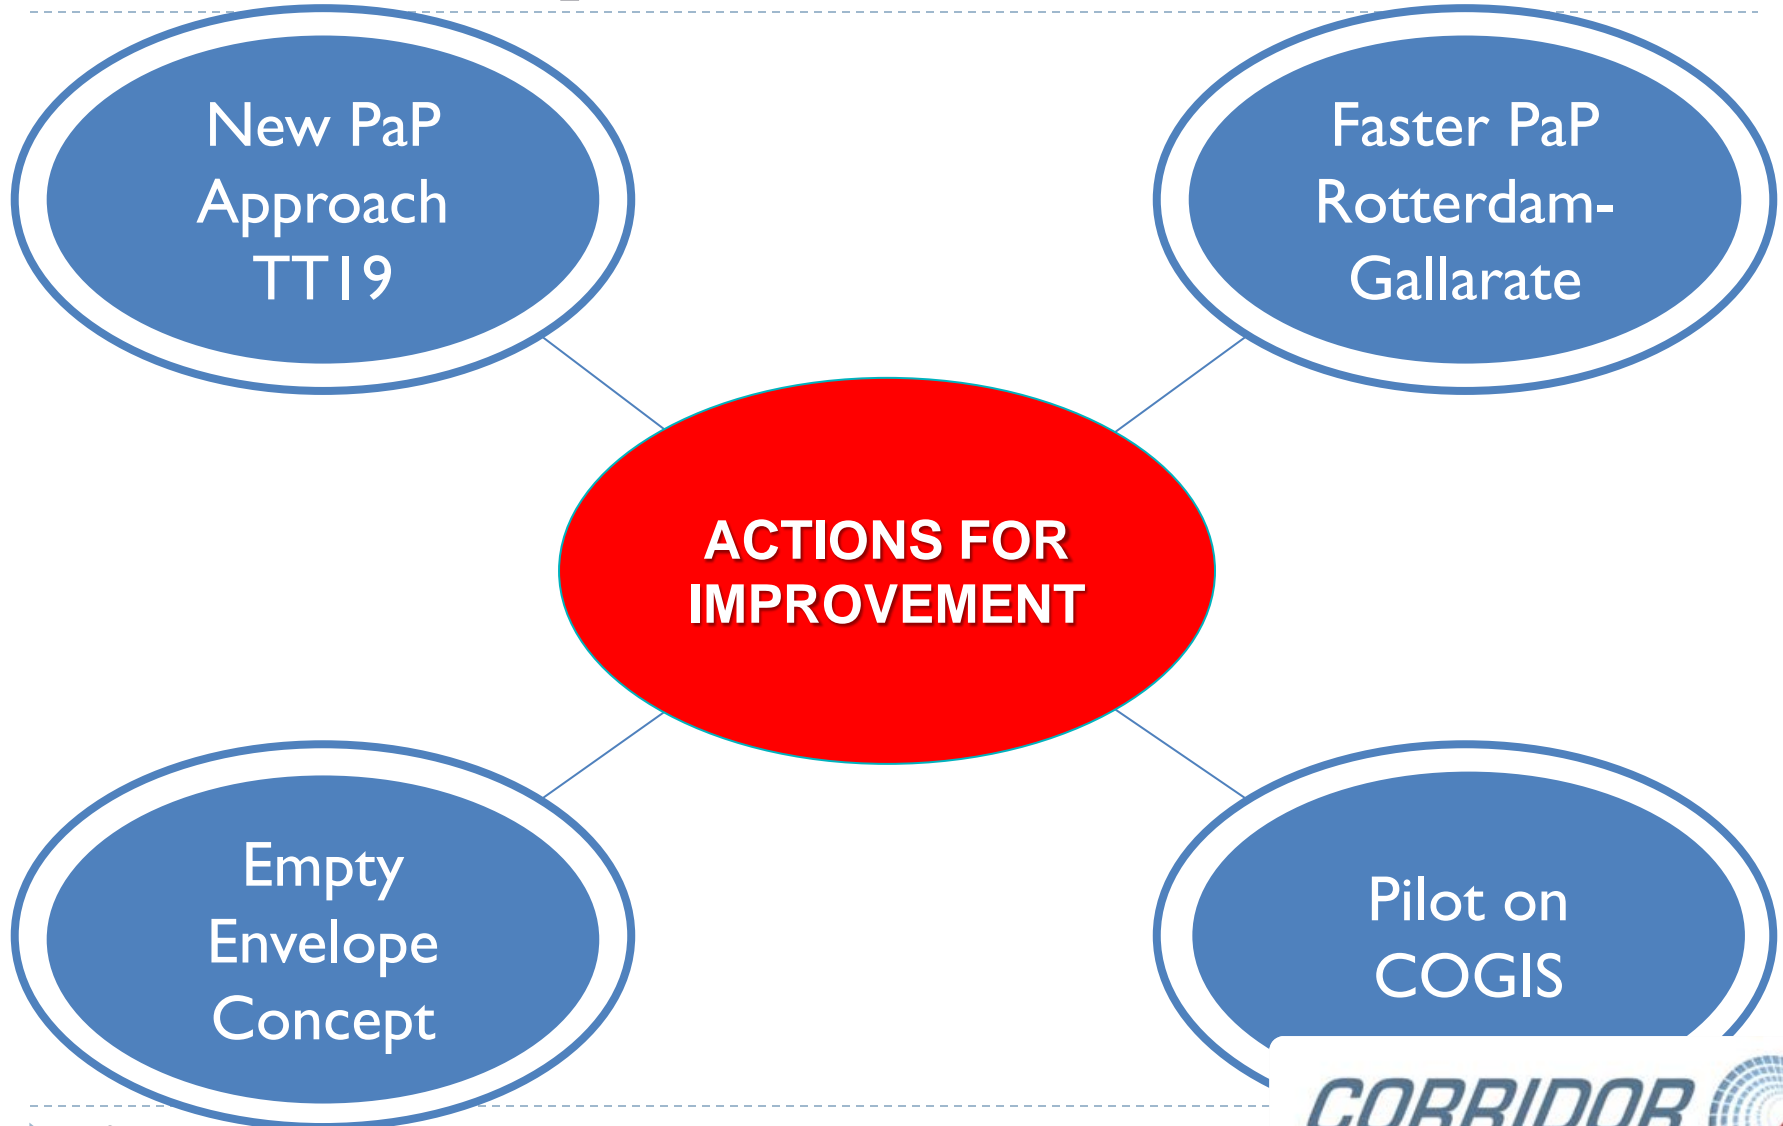 New PaP
Approach
TT19
Faster PaP
Rotterdam-
Gallarate
ACTIONS FOR
IMPROVEMENT
Empty
Envelope
Concept
Pilot on
COGIS
CORRIDOR